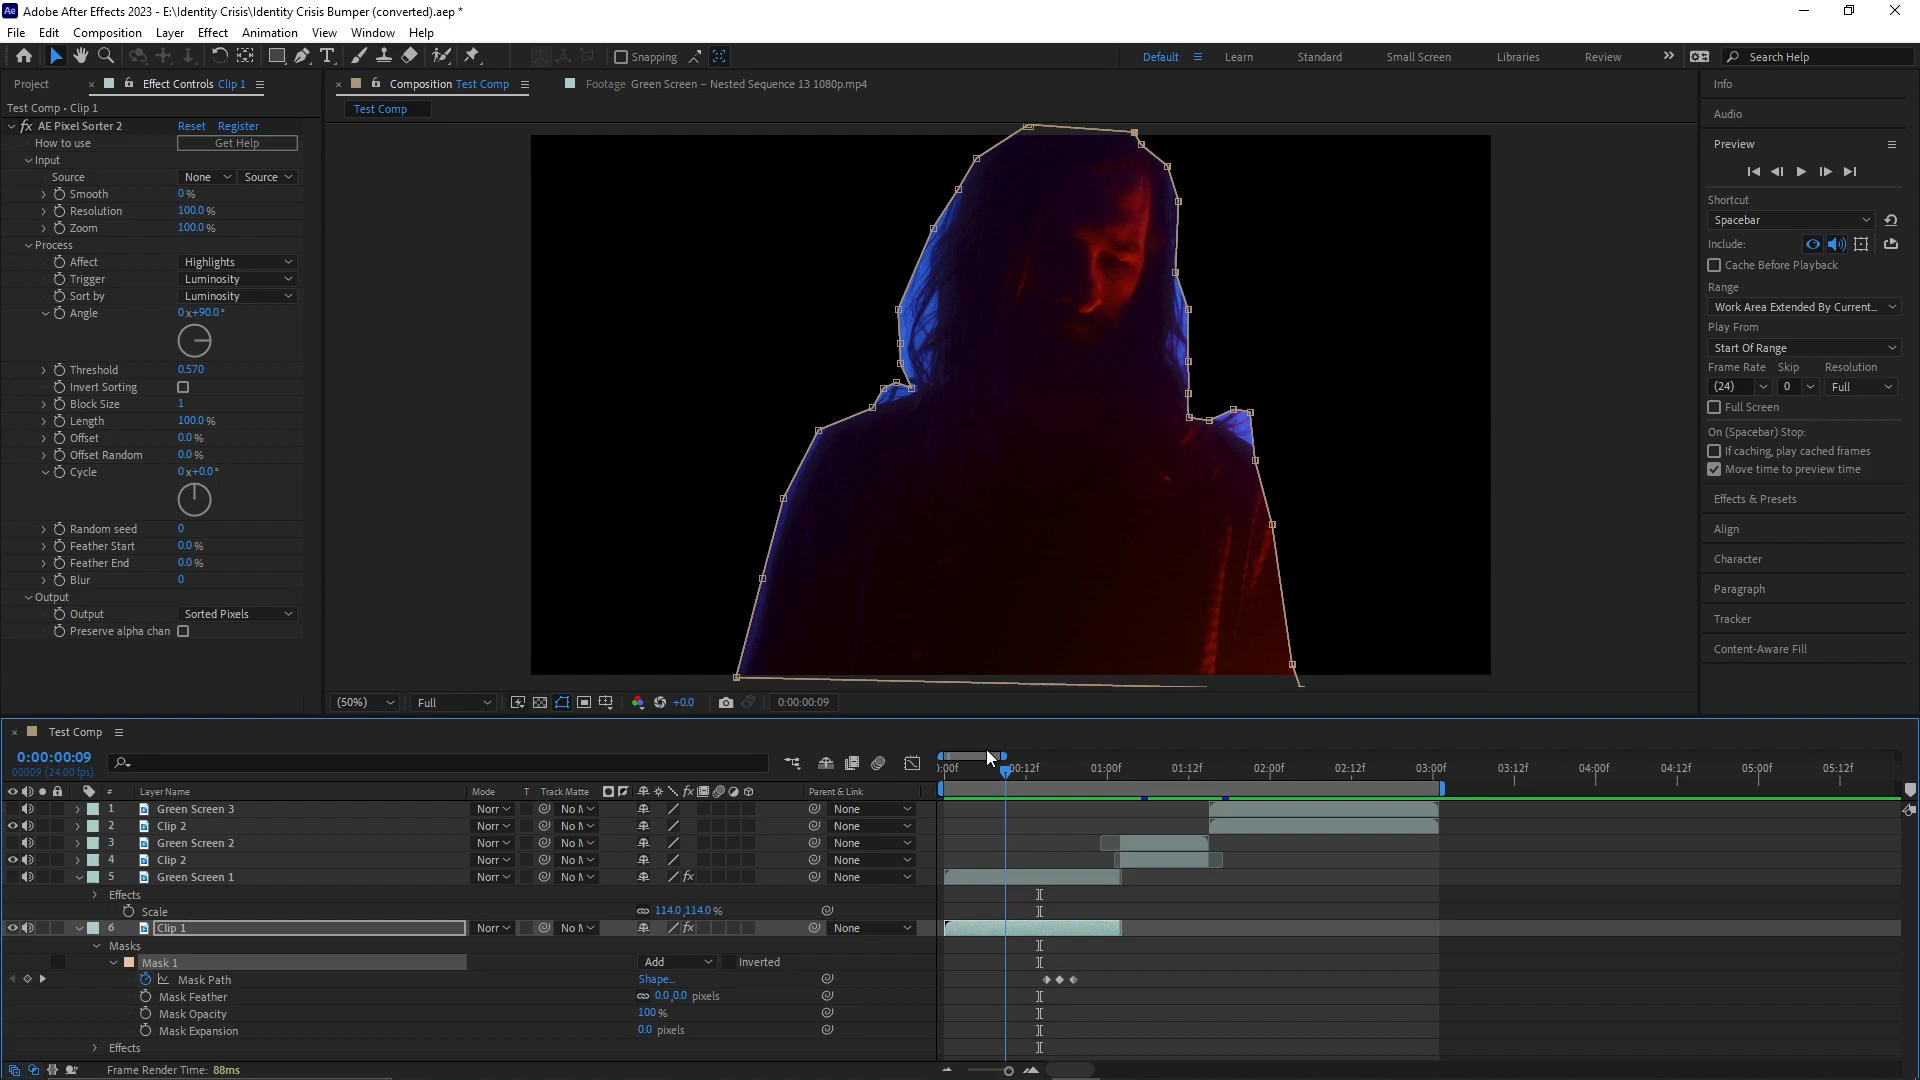 Adobe After Effects 2023 - E:\Identity Crisis\Identity Crisis Bumper (converted).aep *
File Edit Composition Layer Effect Animation View Window Help
Snapping
Default Learn Standard Small Screen Libraries Review Search Help
Project Effect Controls Clip 1
Composition Test Comp
Footage Green Screen – Nested Sequence 13 1080p.mp4
Test Comp • Clip 1
Test Comp
fx AE Pixel Sorter 2 Reset Register
How to use Get Help
Input
Source None Source
Smooth 0 %
Resolution 100.0 %
Zoom 100.0 %
Process
Affect Highlights
Trigger Luminosity
Sort by Luminosity
Angle 0 x+90.0 °
Threshold 0.570
Invert Sorting
Block Size 1
Length 100.0 %
Offset 0.0 %
Offset Random 0.0 %
Cycle 0 x+0.0 °
Random seed 0
Feather Start 0.0 %
Feather End 0.0 %
Blur 0
Output
Output Sorted Pixels
Preserve alpha chan
(50%) Full +0.0 0:00:00:09
Info
Audio
Preview
Shortcut
Spacebar
Include:
Cache Before Playback
Range
Work Area Extended By Current...
Play From
Start Of Range
Frame Rate Skip Resolution
(24) 0 Full
Full Screen
On (Spacebar) Stop:
If caching, play cached frames
Move time to preview time
Effects & Presets
Align
Character
Paragraph
Tracker
Content-Aware Fill
Test Comp
0:00:00:09
00009 (24.00 fps)
):00f 00:12f 01:00f 01:12f 02:00f 02:12f 03:00f 03:12f 04:00f 04:12f 05:00f 05:12f
# Layer Name Mode T Track Matte fx Parent & Link
1 Green Screen 3 Norr No M None
2 Clip 2 Norr No M None
3 Green Screen 2 Norr No M None
4 Clip 2 Norr No M None
5 Green Screen 1 Norr No M fx None
Effects
Scale 114.0,114.0 %
6 Clip 1 Norr No M fx None
Masks
Mask 1 Add Inverted
Mask Path Shape...
Mask Feather 0.0,0.0 pixels
Mask Opacity 100 %
Mask Expansion 0.0 pixels
Effects
Frame Render Time: 88ms